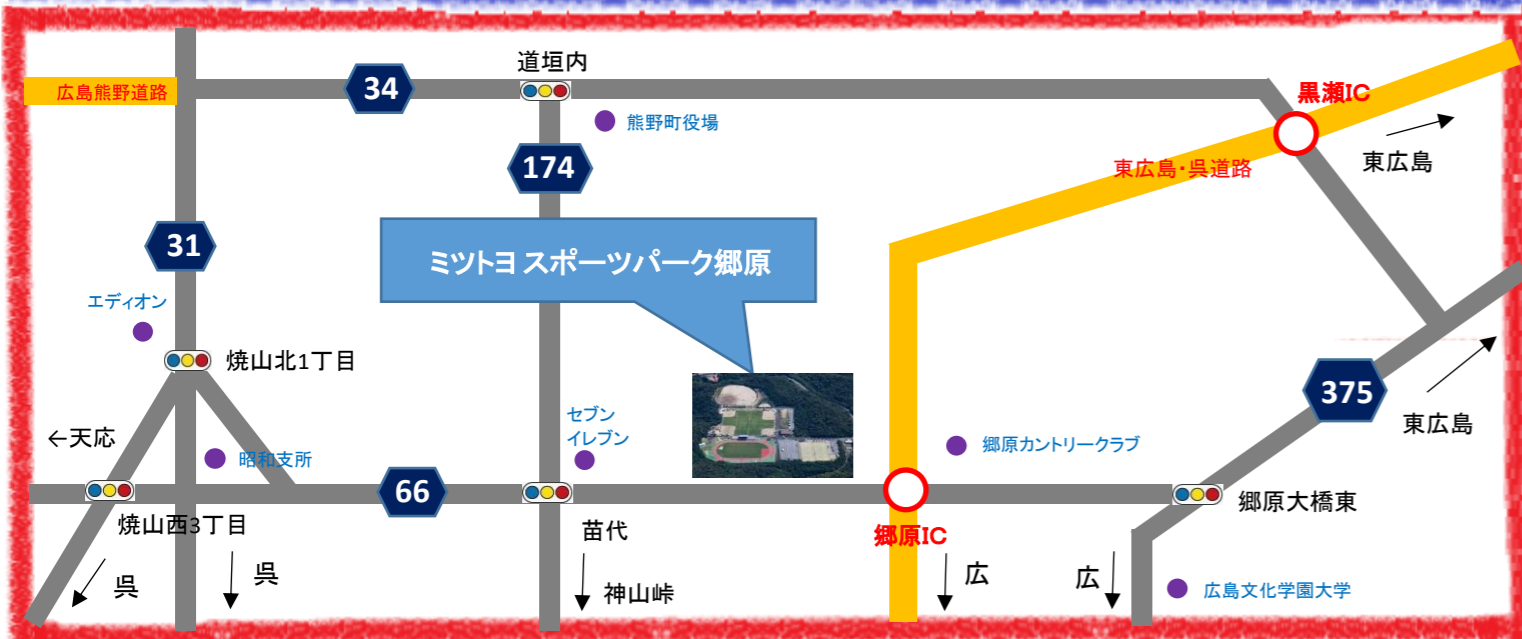 道垣内
広島熊野道路
34
黒瀬IC
熊野町役場
174
東広島・呉道路
東広島
31
ミツトヨ スポーツパーク郷原
エディオン
焼山北1丁目
375
セブン
イレブン
←天応
昭和支所
郷原カントリークラブ
東広島
66
焼山西3丁目
苗代
郷原IC
郷原大橋東
呉
呉
神山峠
広
広
広島文化学園大学